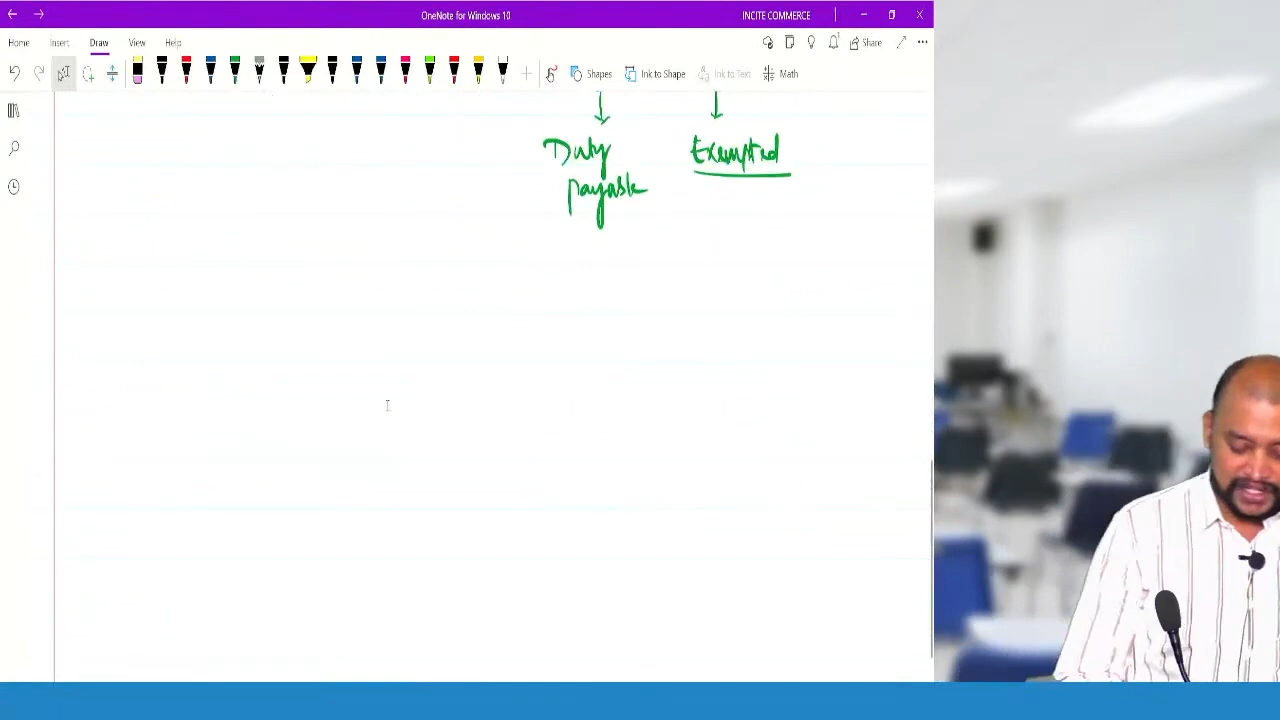 OneNote for Windows 10
INCITE COMMERCE
Home Insert Draw View Help
Share
Shapes Ink to Shape Ink to Text Math
Duty Exempted
payable